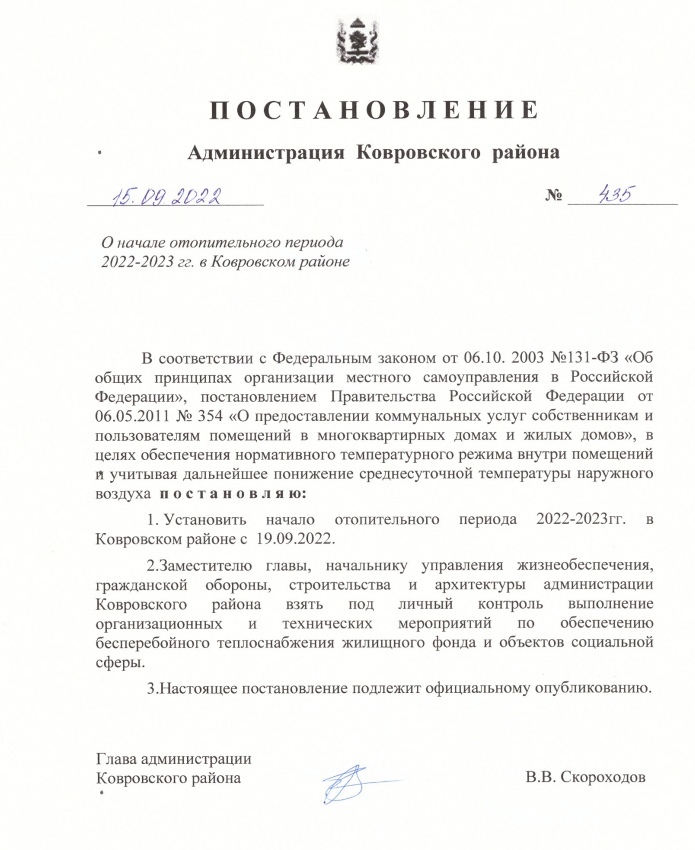 ПОСТАНОВЛЕНИЕ
Администрация Ковровского района
15.09.2022 № 435
О начале отопительного периода
2022-2023 гг. в Ковровском районе
В соответствии с Федеральным законом от 06.10. 2003 №131-ФЗ «Об
общих принципах организации местного самоуправления в Российской
Федерации», постановлением Правительства Российской Федерации от
06.05.2011 № 354 «О предоставлении коммунальных услуг собственникам и
пользователям помещений в многоквартирных домах и жилых домов», в
целях обеспечения нормативного температурного режима внутри помещений
и учитывая дальнейшее понижение среднесуточной температуры наружного
воздуха п о с т а н о в л я ю:
1. Установить начало отопительного периода 2022-2023гг. в
Ковровском районе с 19.09.2022.
2.Заместителю главы, начальнику управления жизнеобеспечения,
гражданской обороны, строительства и архитектуры администрации
Ковровского района взять под личный контроль выполнение
организационных и технических мероприятий по обеспечению
бесперебойного теплоснабжения жилищного фонда и объектов социальной
сферы.
3.Настоящее постановление подлежит официальному опубликованию.
Глава администрации
Ковровского района В.В. Скороходов